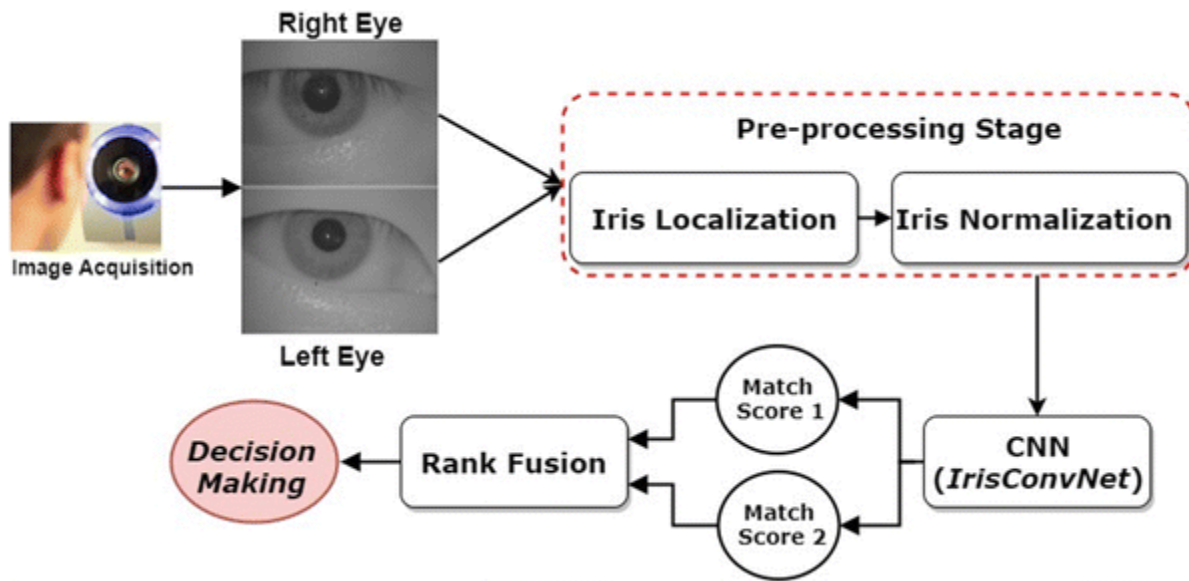 Right Eye
Image Acquisition
Left Eye
Pre-processing Stage
Iris Localization
Iris Normalization
CNN
(IrisConvNet)
Match
Score 1
Match
Score 2
Rank Fusion
Decision
Making